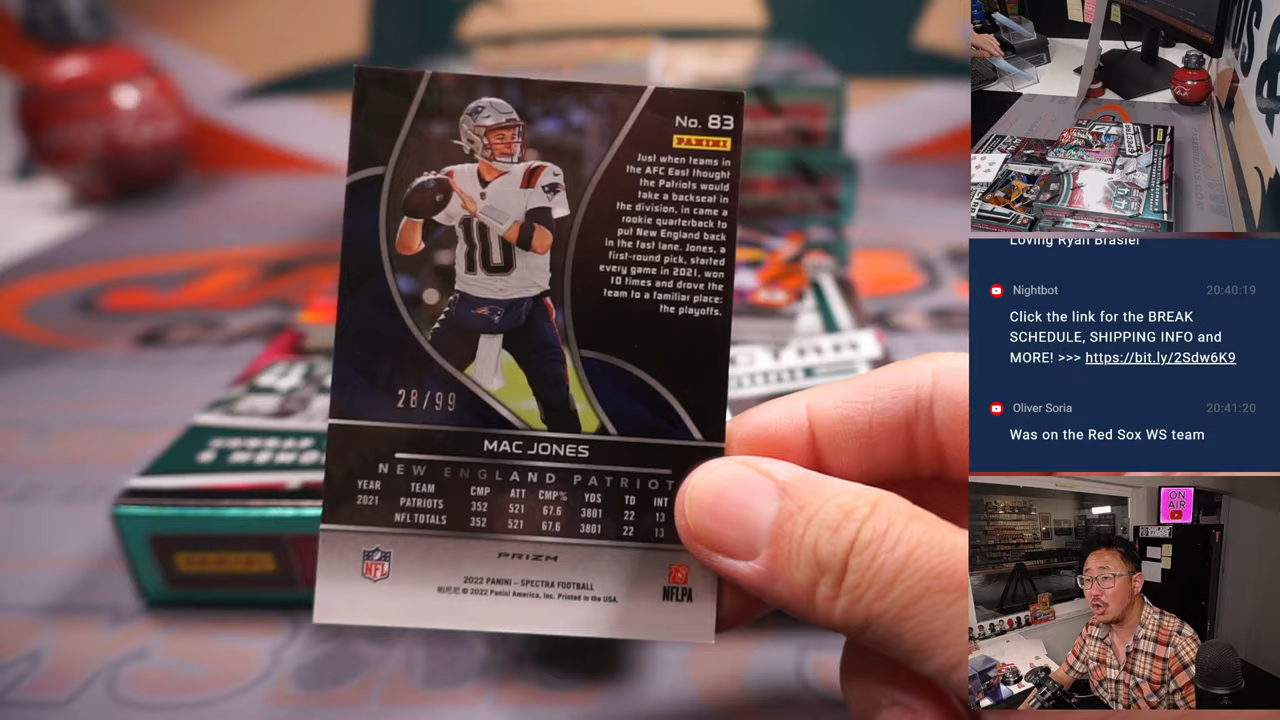 No. 83
PANINI
Just when teams in
the AFC East thought
the Patriots would
take a backseat in
the division, in came a
rookie quarterback to
put New England back
in the fast lane. Jones, a
first-round pick, started
every game in 2021, won
10 times and drove the
team to a familiar place:
the playoffs.
10
28/99
MAC JONES
NEW ENGLAND PATRIOT
YEAR TEAM CMP ATT CMP% YDS TD INT
2021 PATRIOTS 352 521 67.6 3801 22 13
NFL TOTALS 352 521 67.6 3801 22 13
PRIZM
NFL
2022 PANINI – SPECTRA FOOTBALL
© 2022 Panini America, Inc. Printed in the USA.
NFLPA
Loving Ryan Brasier
Nightbot 20:40:19
Click the link for the BREAK
SCHEDULE, SHIPPING INFO and
MORE! >>> https://bit.ly/2Sdw6K9
Oliver Soria 20:41:20
Was on the Red Sox WS team
ON
AIR